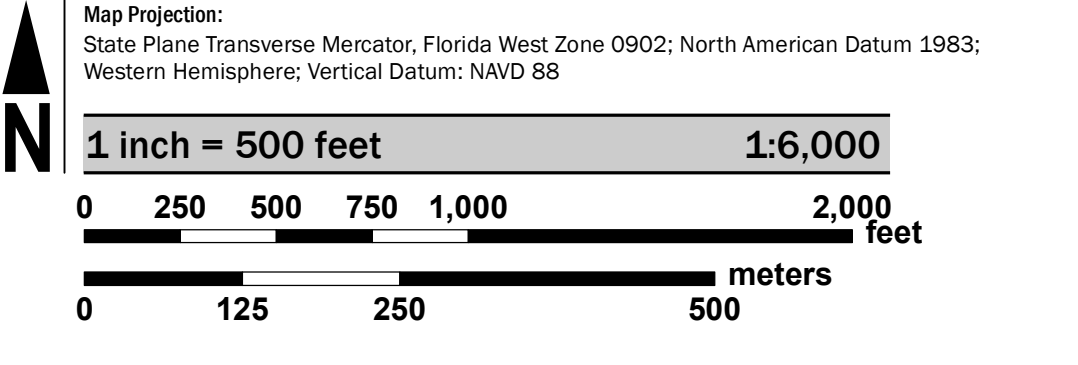 Map Projection:
State Plane Transverse Mercator, Florida West Zone 0902; North American Datum 1983;
Western Hemisphere; Vertical Datum: NAVD 88
N
1 inch = 500 feet 1:6,000
0 250 500 750 1,000 2,000
feet
meters
0 125 250 500